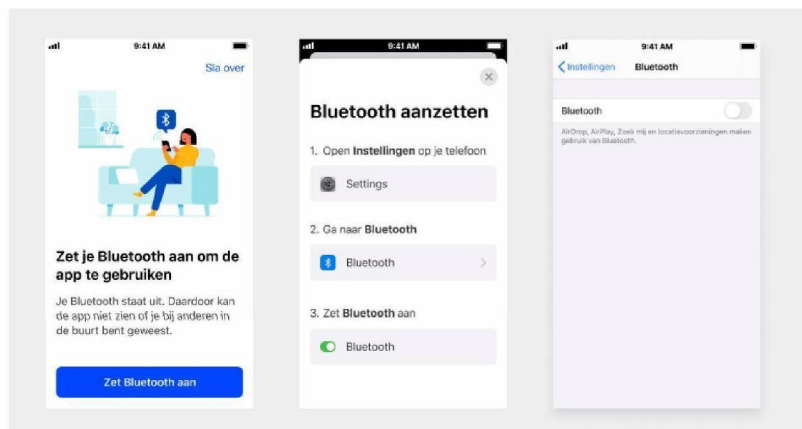 9:41 AM
Sla over
Zet je Bluetooth aan om de
app te gebruiken
Je Bluetooth staat uit. Daardoor kan
de app niet zien of je bij anderen in
de buurt bent geweest.
Zet Bluetooth aan
9:41 AM
Bluetooth aanzetten
1. Open Instellingen op je telefoon
Settings
2. Ga naar Bluetooth
Bluetooth
3. Zet Bluetooth aan
Bluetooth
9:41 AM
Instellingen Bluetooth
Bluetooth
AirDrop, AirPlay, Zoek mij en locatievoorzieningen maken
gebruik van Bluetooth.